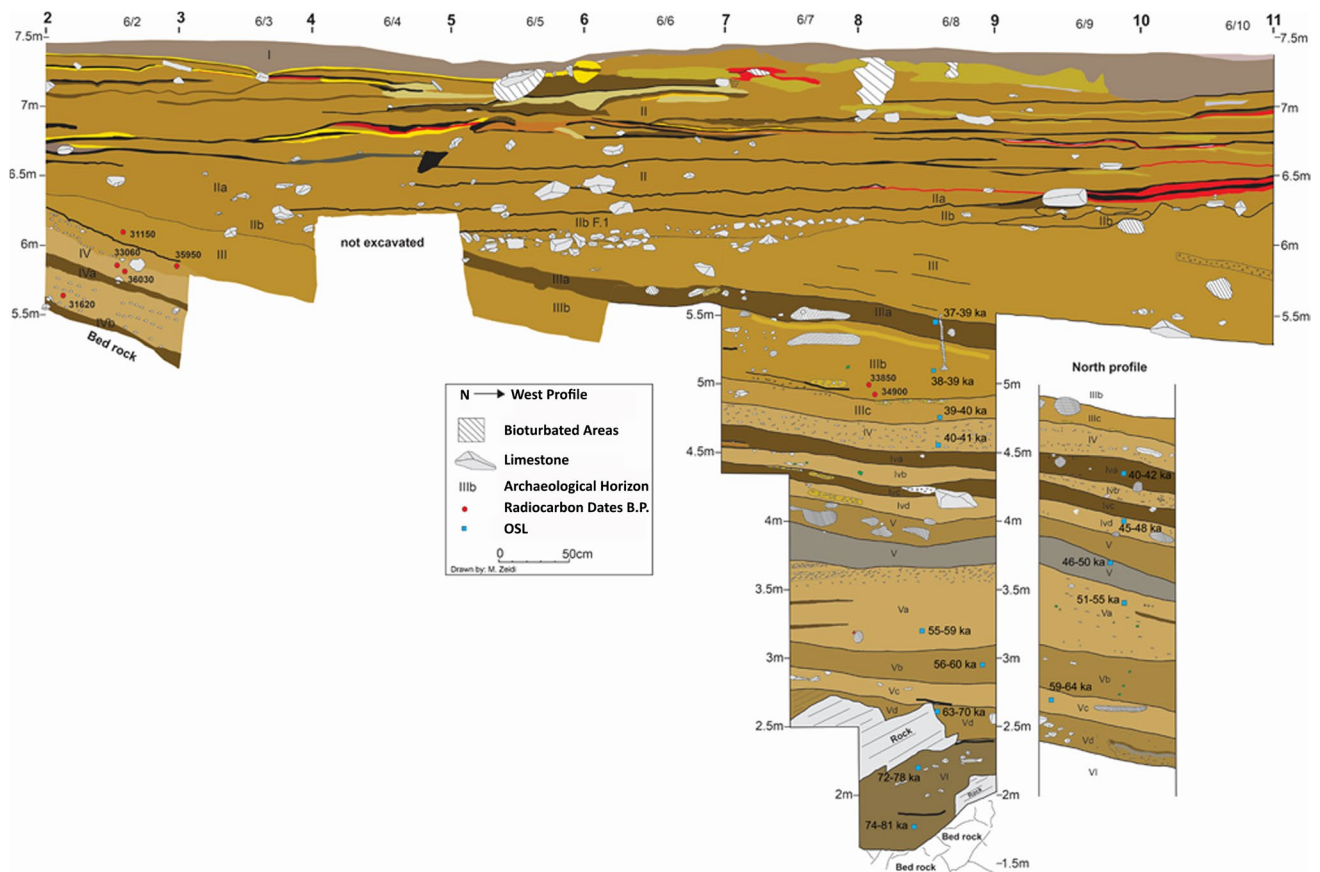 2 6/2 3 6/3 4 6/4 5 6/5 6 6/6 7 6/7 8 6/8 9 6/9 10 6/10 11
7.5m 7.5m
I
7m II 7m
6.5m IIa II IIa 6.5m
IIb IIb F.1 IIb IIb
6m 31150 III not excavated III 6m
IV 33060 35950
IVa 36030 IIIa
31620 IIIb
5.5m IVb 5.5m IIIa 37-39 ka 5.5m
Bed rock
North profile
IIIb
33850 38-39 ka
5m 34900 5m
IIIb
IIIc 39-40 ka IIIc
IV 40-41 ka IV
4.5m Iva 4.5m
Iva 40-42 ka
Ivb Ivb
Ivc Ivc
Ivd Ivd 45-48 ka
4m V 4m V
V 46-50 ka V
3.5m 3.5m 51-55 ka
Va Va
55-59 ka
3m 3m
Vb 56-60 ka Vb
Vc 59-64 ka Vc
Vd 63-70 ka Vd
2.5m Vd 2.5m
Rock
72-78 ka VI VI
2m Rock 2m
74-81 ka
Bed rock
Bed rock 1.5m
N West Profile
Bioturbated Areas
Limestone
IIIb Archaeological Horizon
Radiocarbon Dates B.P.
OSL
0 50cm
Drawn by: M. Zeidi